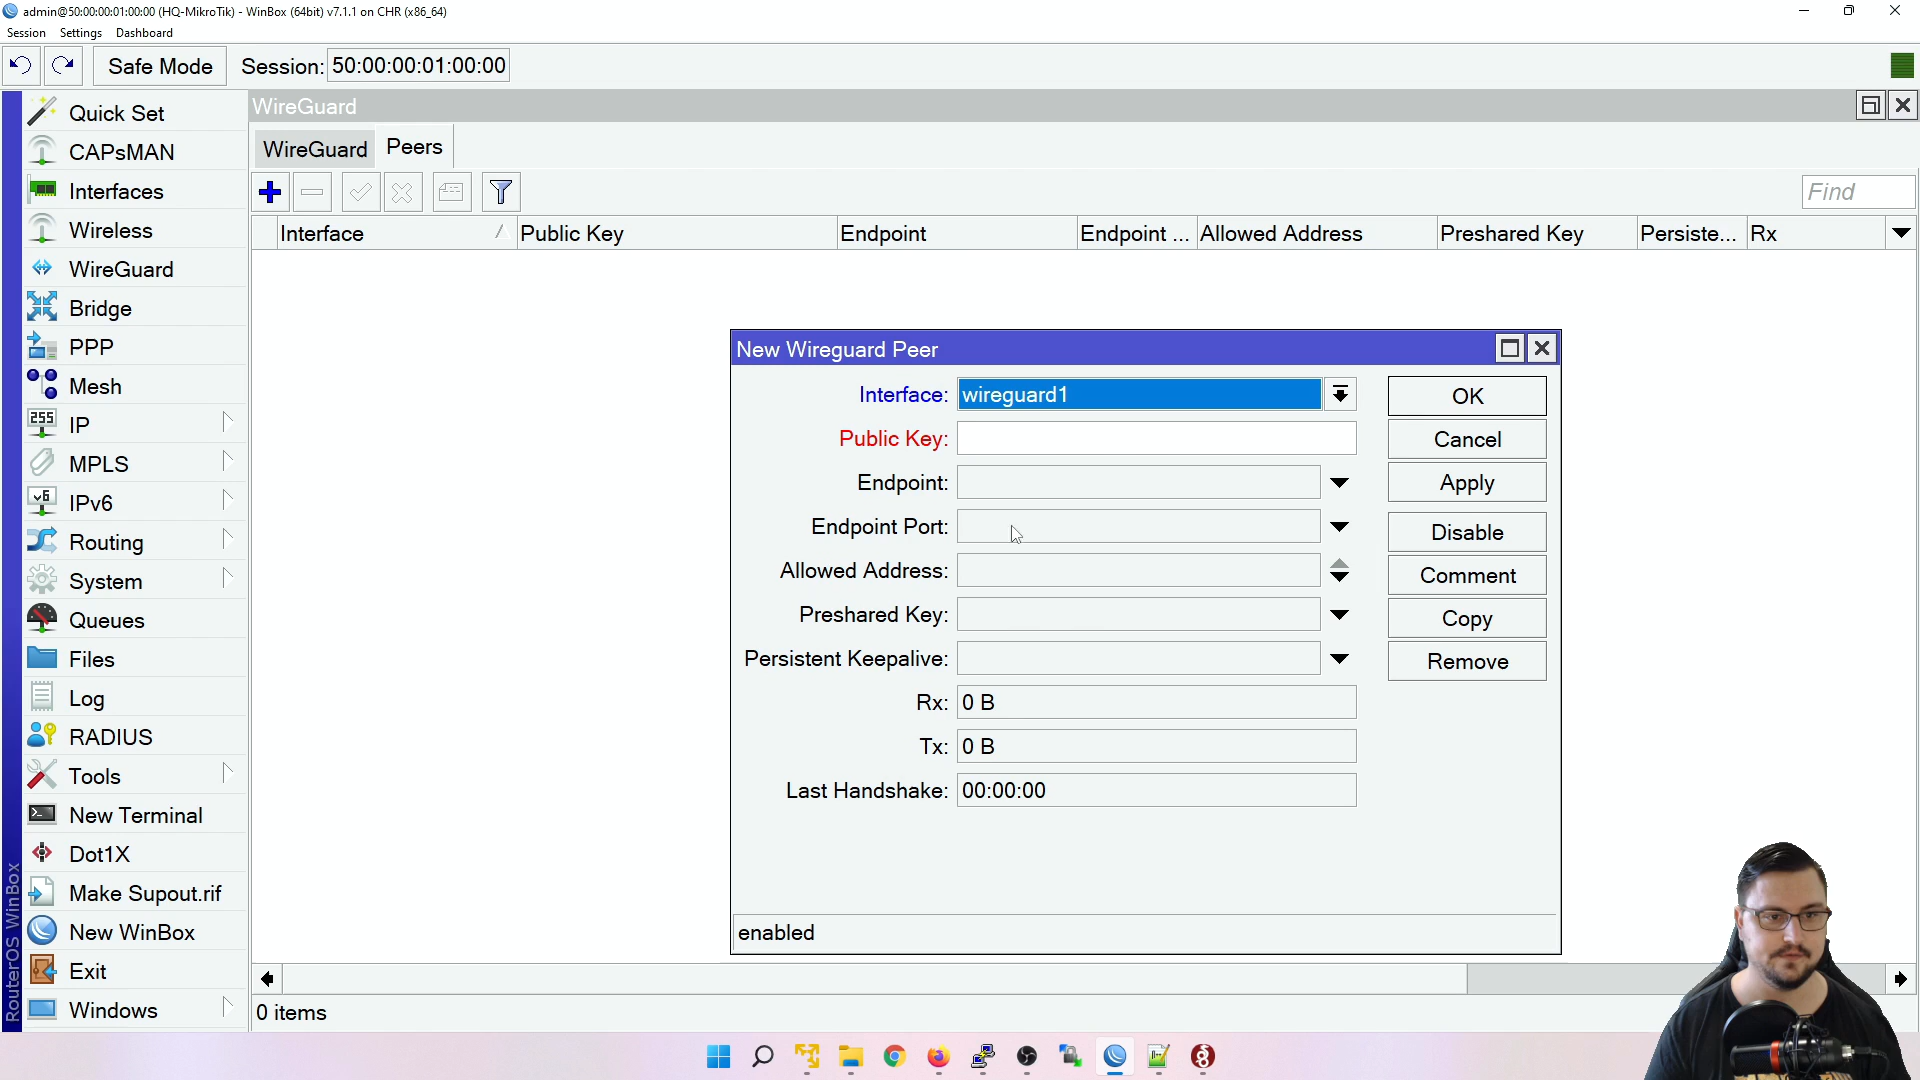 admin@50:00:00:01:00:00 (HQ-MikroTik) - WinBox (64bit) v7.1.1 on CHR (x86_64)
Session Settings Dashboard
Safe Mode Session: 50:00:00:01:00:00
Quick Set
CAPsMAN
Interfaces
Wireless
WireGuard
Bridge
PPP
Mesh
255 IP
MPLS
v6 IPv6
Routing
System
Queues
Files
Log
RADIUS
Tools
New Terminal
Dot1X
Make Supout.rif
New WinBox
Exit
Windows
RouterOS WinBox
WireGuard
WireGuard Peers
Find
Interface Public Key Endpoint Endpoint ... Allowed Address Preshared Key Persiste... Rx
New Wireguard Peer
Interface: wireguard1
Public Key:
Endpoint:
Endpoint Port:
Allowed Address:
Preshared Key:
Persistent Keepalive:
Rx: 0 B
Tx: 0 B
Last Handshake: 00:00:00
OK
Cancel
Apply
Disable
Comment
Copy
Remove
enabled
0 items